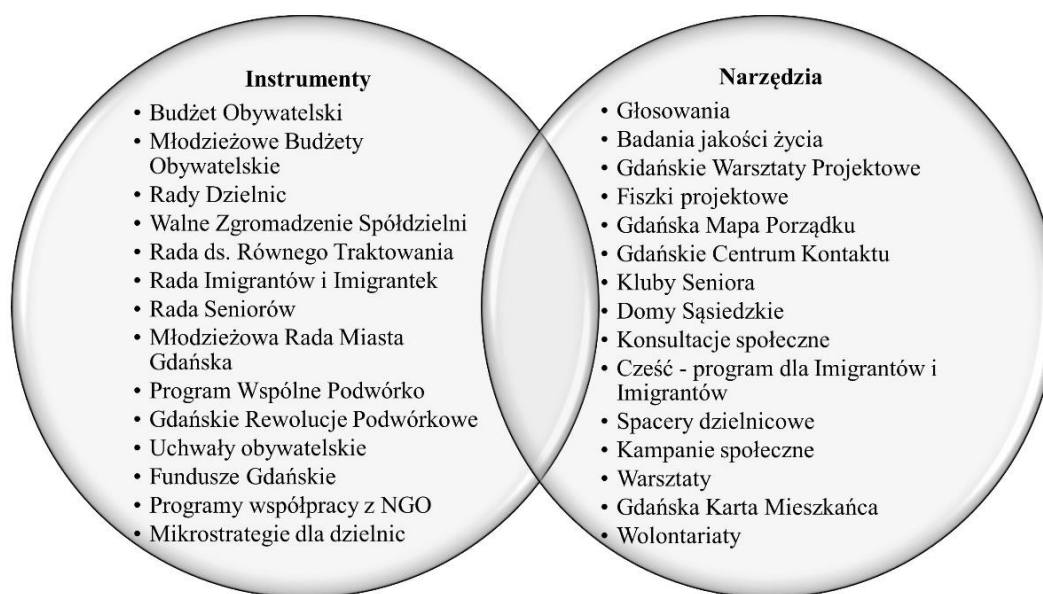 Instrumenty
• Budżet Obywatelski
• Młodzieżowe Budżety
Obywatelskie
• Rady Dzielnic
• Walne Zgromadzenie Spółdzielni
• Rada ds. Równego Traktowania
• Rada Imigrantów i Imigrantek
• Rada Seniorów
• Młodzieżowa Rada Miasta
Gdańska
• Program Wspólne Podwórko
• Gdańskie Rewolucje Podwórkowe
• Uchwały obywatelskie
• Fundusze Gdańskie
• Programy współpracy z NGO
• Mikrostrategie dla dzielnic
Narzędzia
• Głosowania
• Badania jakości życia
• Gdańskie Warsztaty Projektowe
• Fiszki projektowe
• Gdańska Mapa Porządku
• Gdańskie Centrum Kontaktu
• Kluby Seniora
• Domy Sąsiedzkie
• Konsultacje społeczne
• Cześć - program dla Imigrantów i
Imigrantów
• Spacery dzielnicowe
• Kampanie społeczne
• Warsztaty
• Gdańska Karta Mieszkańca
• Wolontariaty